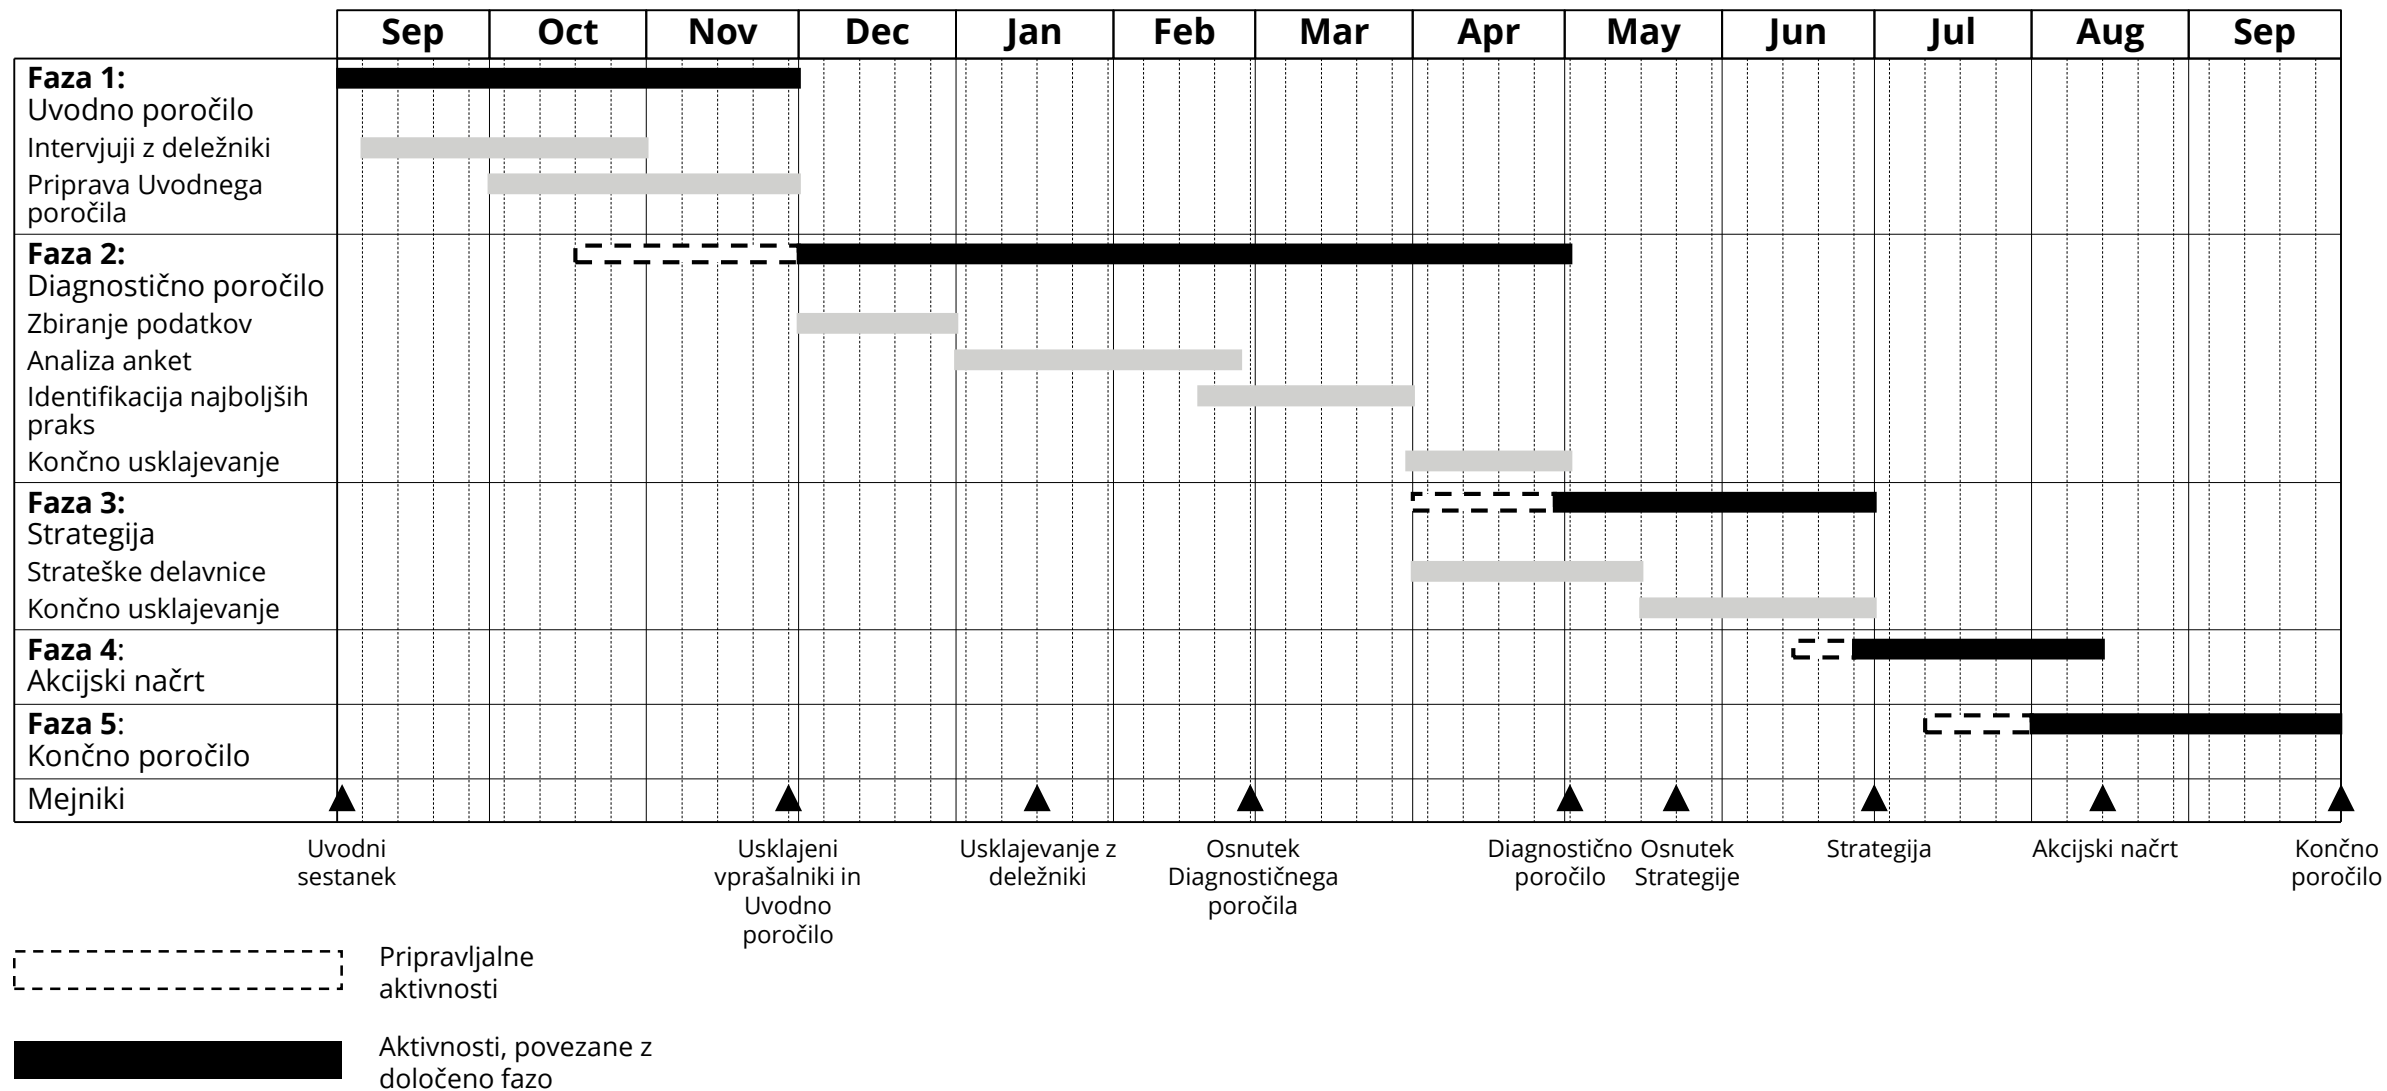 Sep Oct Nov Dec Jan Feb Mar Apr May Jun Jul Aug Sep
Faza 1:
Uvodno poročilo
Intervjuji z deležniki
Priprava Uvodnega
poročila
Faza 2:
Diagnostično poročilo
Zbiranje podatkov
Analiza anket
Identifikacija najboljših
praks
Končno usklajevanje
Faza 3:
Strategija
Strateške delavnice
Končno usklajevanje
Faza 4:
Akcijski načrt
Faza 5:
Končno poročilo
Mejniki
Uvodni
sestanek
Usklajeni
vprašalniki in
Uvodno
poročilo
Usklajevanje z
deležniki
Osnutek
Diagnostičnega
poročila
Diagnostično
poročilo
Osnutek
Strategije
Strategija
Akcijski načrt
Končno
poročilo
Pripravljalne
aktivnosti
Aktivnosti, povezane z
določeno fazo